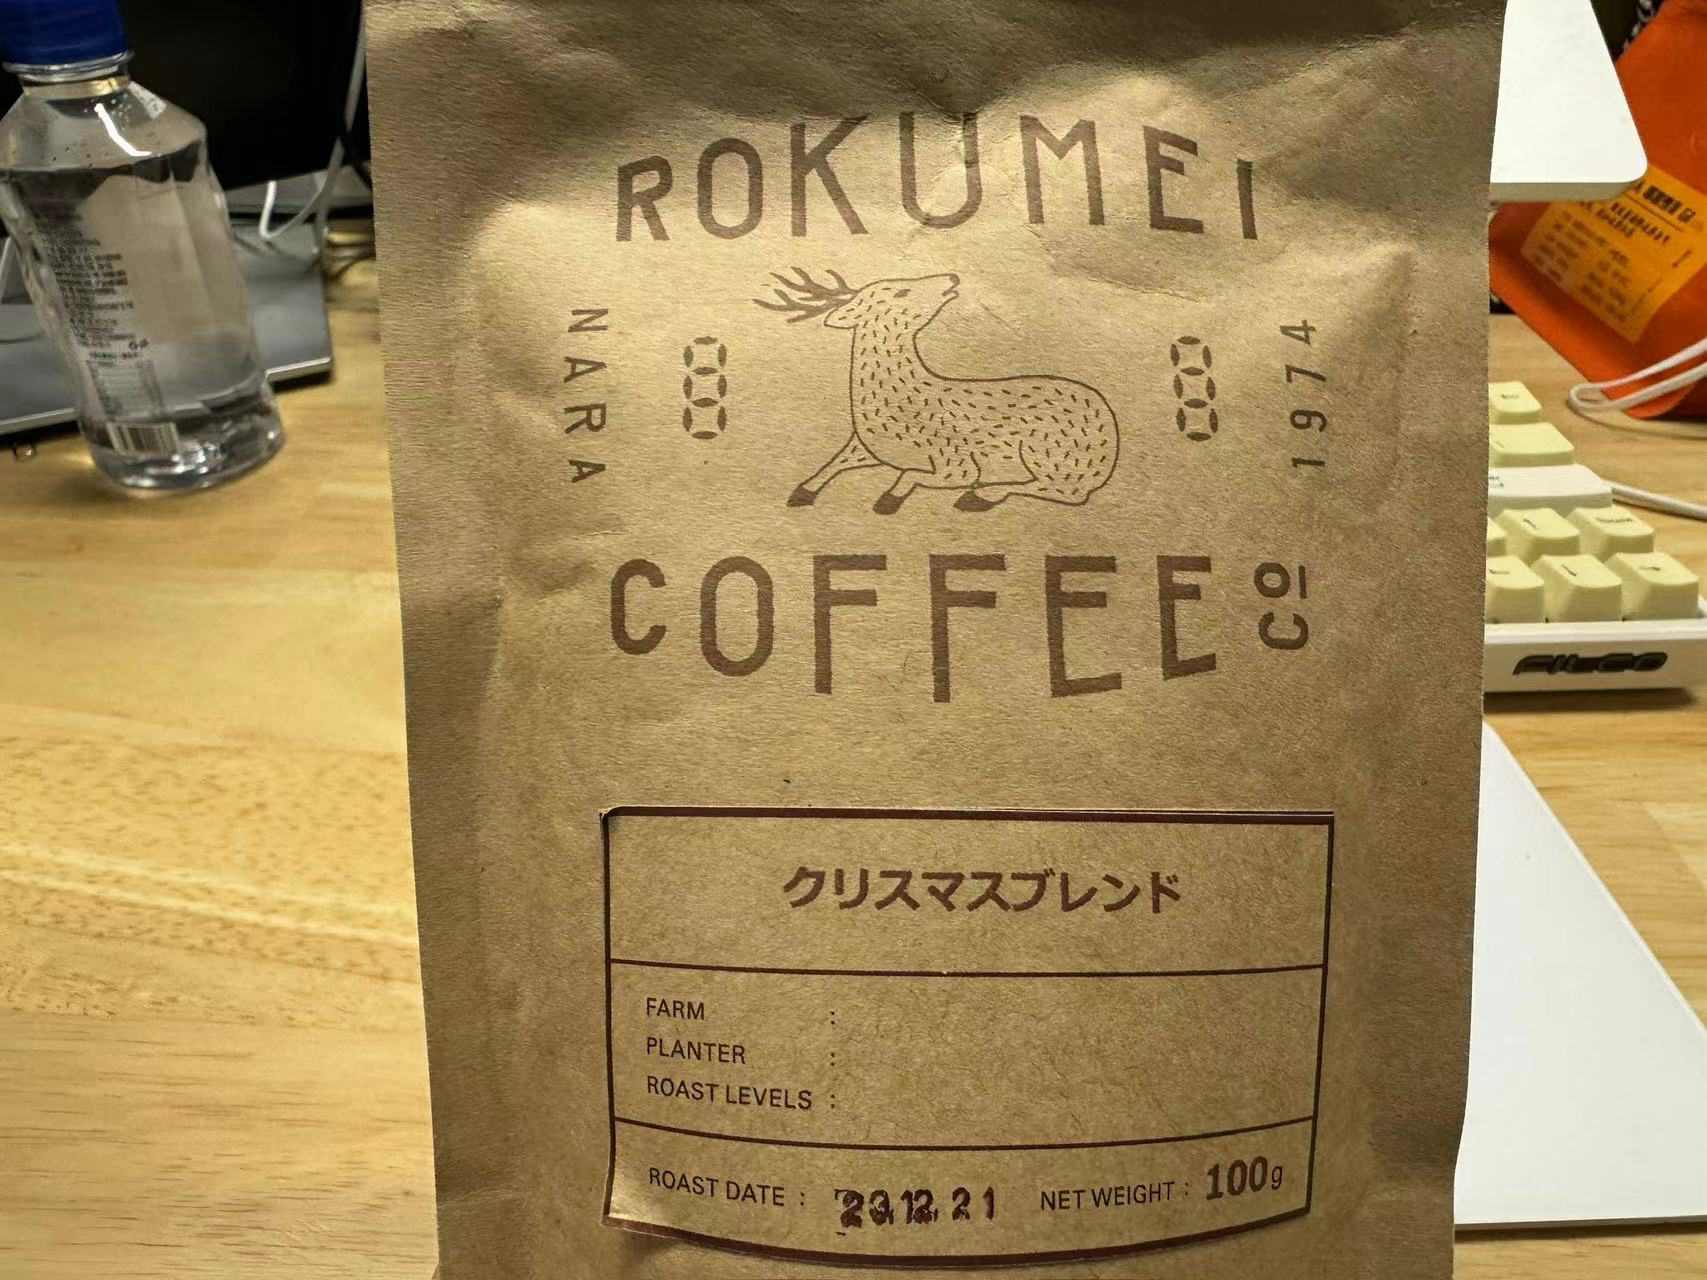 ROKUMEI
NARA
1974
COFFEE CO
クリスマスブレンド
FARM :
PLANTER :
ROAST LEVELS :
ROAST DATE : '23.12.21 NET WEIGHT : 100g
FILCO